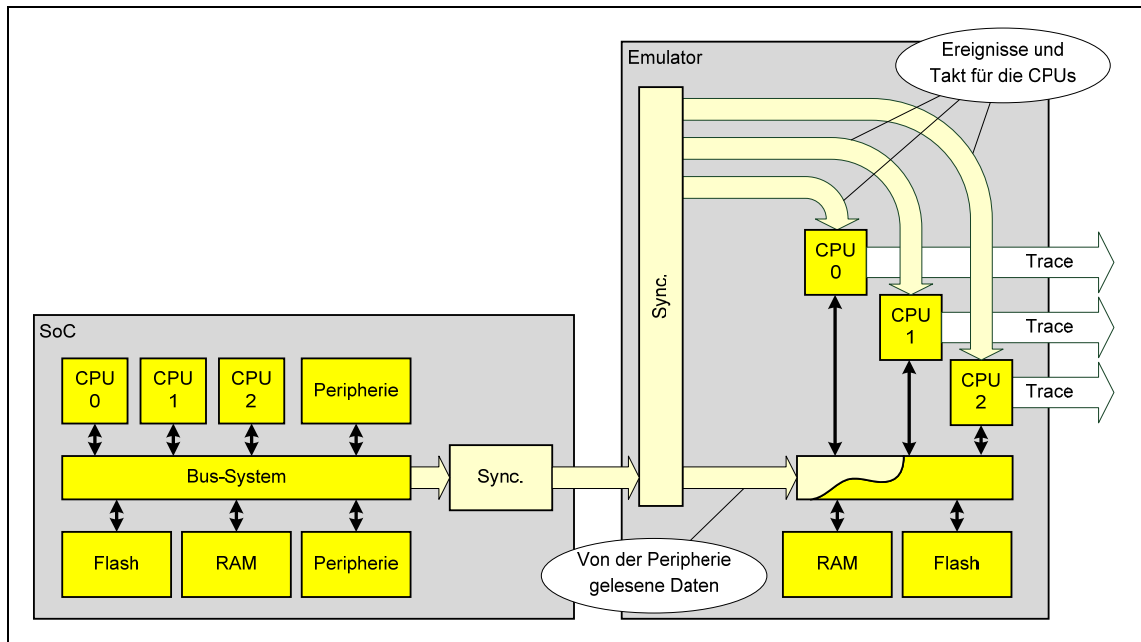 Emulator
Ereignisse und
Takt für die CPUs
Sync.
CPU
0
Trace
CPU
1
Trace
CPU
2
Trace
SoC
CPU
0
CPU
1
CPU
2
Peripherie
Bus-System
Sync.
Flash
RAM
Peripherie
Von der Peripherie
gelesene Daten
RAM
Flash